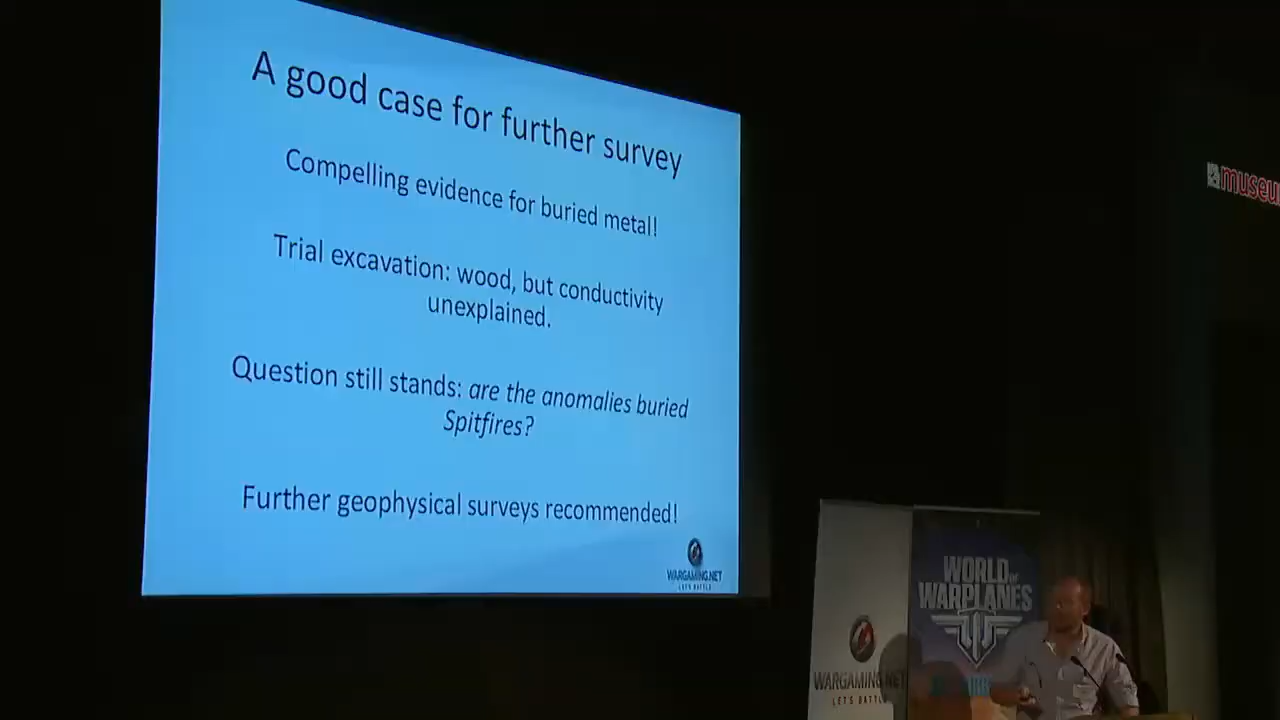 A good case for further survey
Compelling evidence for buried metal!
Trial excavation: wood, but conductivity
unexplained.
Question still stands: are the anomalies buried
Spitfires?
Further geophysical surveys recommended!
WARGAMING.NET
LET'S BATTLE
museu
WORLD OF
WARPLANES
WARGAMING.NET
LET'S BATTLE